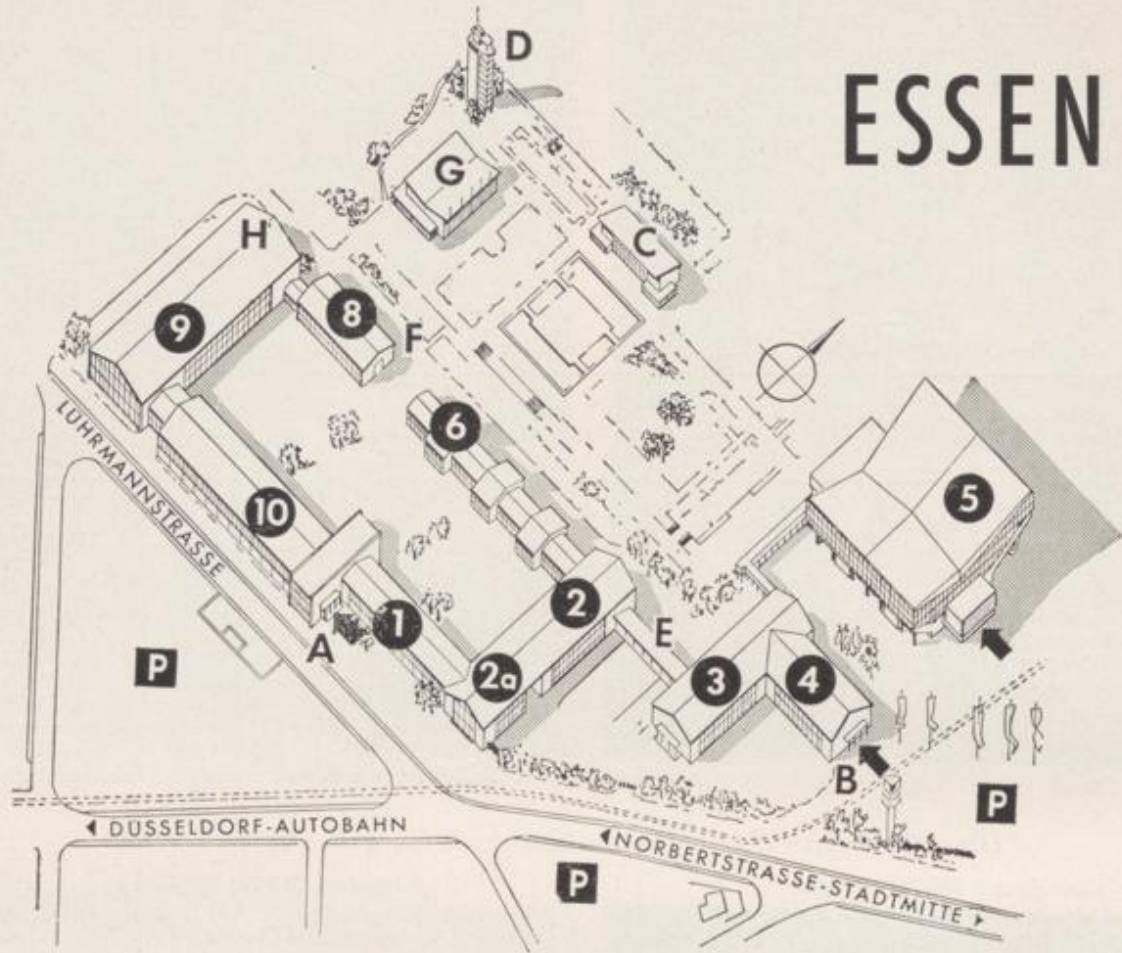 ESSEN
D
G
C
H
9
8
F
6
10
5
A
1
2
2a
E
3
4
B
P
P
P
LÜHRMANNSTRASSE
DÜSSELDORF-AUTOBAHN
NORBERTSTRASSE-STADTMITTE